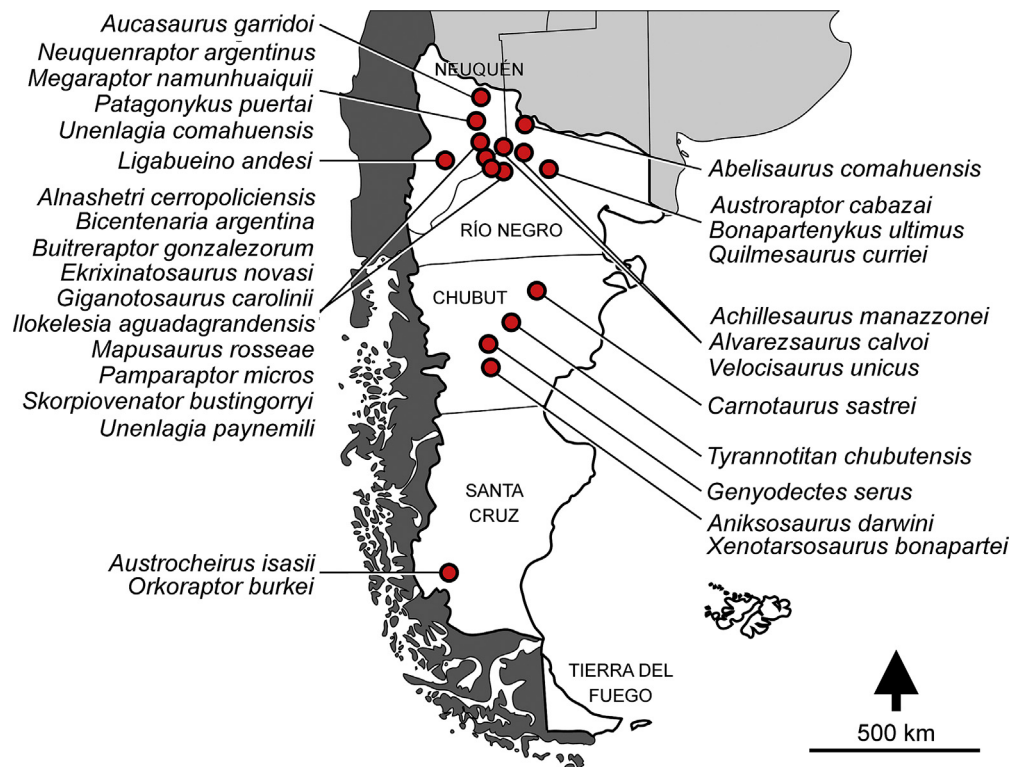 Aucasaurus garridoi
Neuquenraptor argentinus
Megaraptor namunhuaiquii
Patagonykus puertai
Unenlagia comahuensis
Ligabueino andesi
Alnashetri cerropoliciensis
Bicentenaria argentina
Buitreraptor gonzalezorum
Ekrixinatosaurus novasi
Giganotosaurus carolinii
Ilokelesia aguadagrandensis
Mapusaurus rosseae
Pamparaptor micros
Skorpiovenator bustingorryi
Unenlagia paynemili
Austrocheirus isasii
Orkoraptor burkei
NEUQUÉN
RÍO NEGRO
CHUBUT
SANTA
CRUZ
TIERRA DEL
FUEGO
Abelisaurus comahuensis
Austroraptor cabazai
Bonapartenykus ultimus
Quilmesaurus curriei
Achillesaurus manazzonei
Alvarezsaurus calvoi
Velocisaurus unicus
Carnotaurus sastrei
Tyrannotitan chubutensis
Genyodectes serus
Aniksosaurus darwini
Xenotarsosaurus bonapartei
500 km